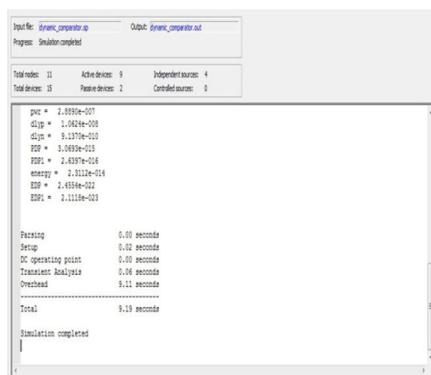 Input file: dynamic_comparator.sp Output: dynamic_comparator.out
Progress: Simulation completed
Total nodes: 11 Active devices: 9 Independent sources: 4
Total devices: 15 Passive devices: 2 Controlled sources: 0
pwr = 2.8890e-007
dlyp = 1.0624e-008
dlyn = 9.1370e-010
PDP = 3.0693e-015
PDP1 = 2.6397e-016
energy = 2.3112e-014
EDP = 2.4554e-022
EDP1 = 2.1118e-023
Parsing 0.00 seconds
Setup 0.02 seconds
DC operating point 0.00 seconds
Transient Analysis 0.06 seconds
Overhead 9.11 seconds
----------------------------------------
Total 9.19 seconds
Simulation completed